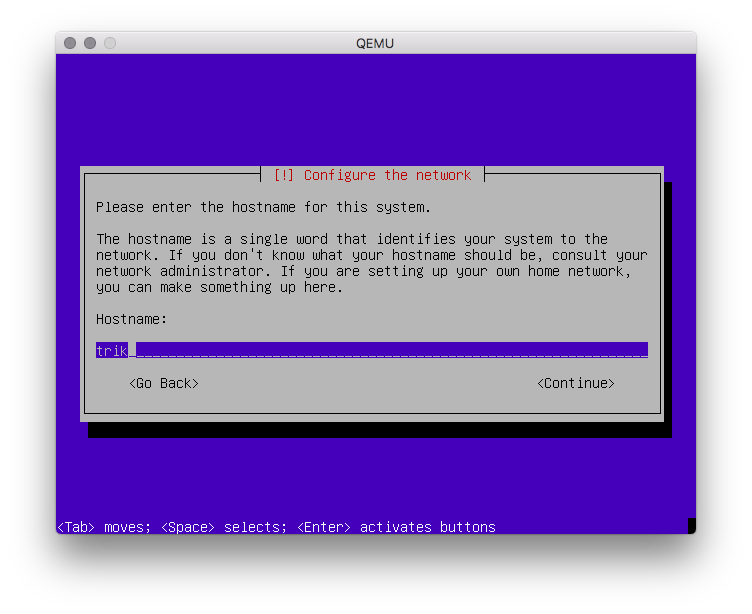 QEMU
[!] Configure the network
Please enter the hostname for this system.
The hostname is a single word that identifies your system to the
network. If you don't know what your hostname should be, consult your
network administrator. If you are setting up your own home network,
you can make something up here.
Hostname:
trik
<Go Back> <Continue>
<Tab> moves; <Space> selects; <Enter> activates buttons